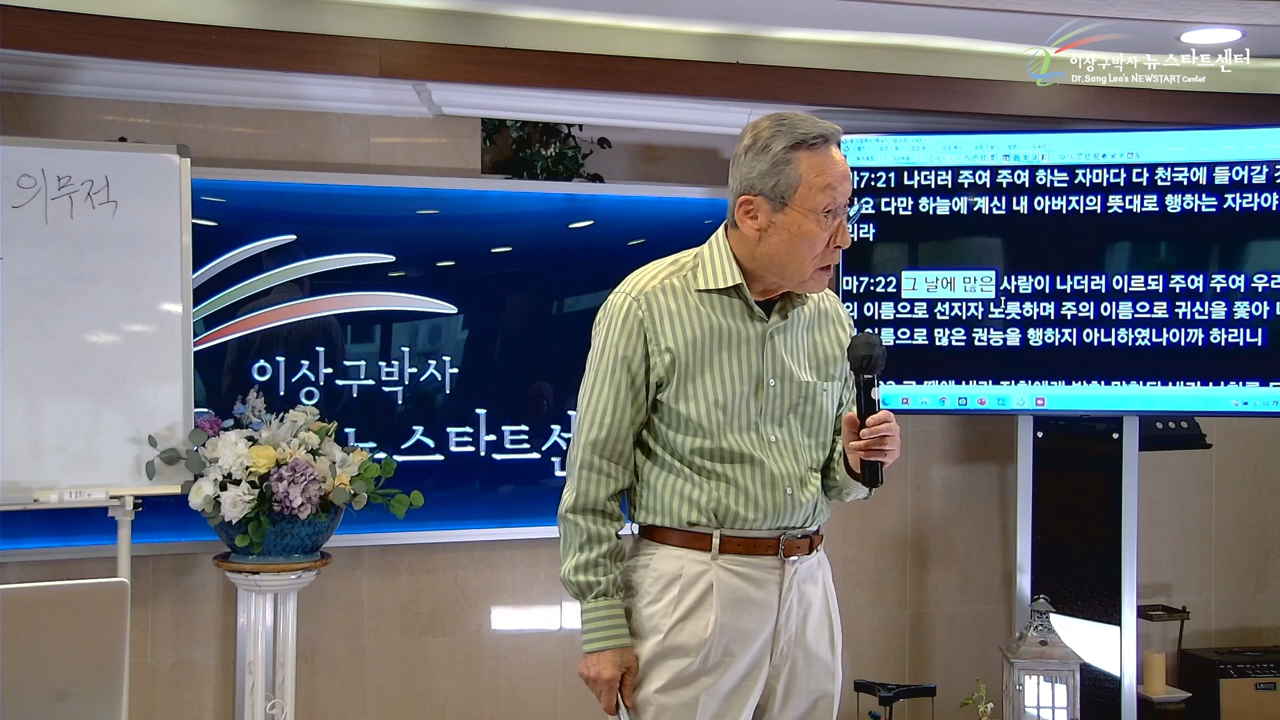 이상구박사 뉴스타트센터
Dr. Sang Lee's NEWSTART Center
의무적
이상구박사
뉴스타트센
마7:21 나더러 주여 주여 하는 자마다 다 천국에 들어갈
요 다만 하늘에 계신 내 아버지의 뜻대로 행하는 자라야
리라
마7:22 그 날에 많은 사람이 나더러 이르되 주여 주여 우리
의 이름으로 선지자 노릇하며 주의 이름으로 귀신을 쫓아
이름으로 많은 권능을 행하지 아니하였나이까 하리니